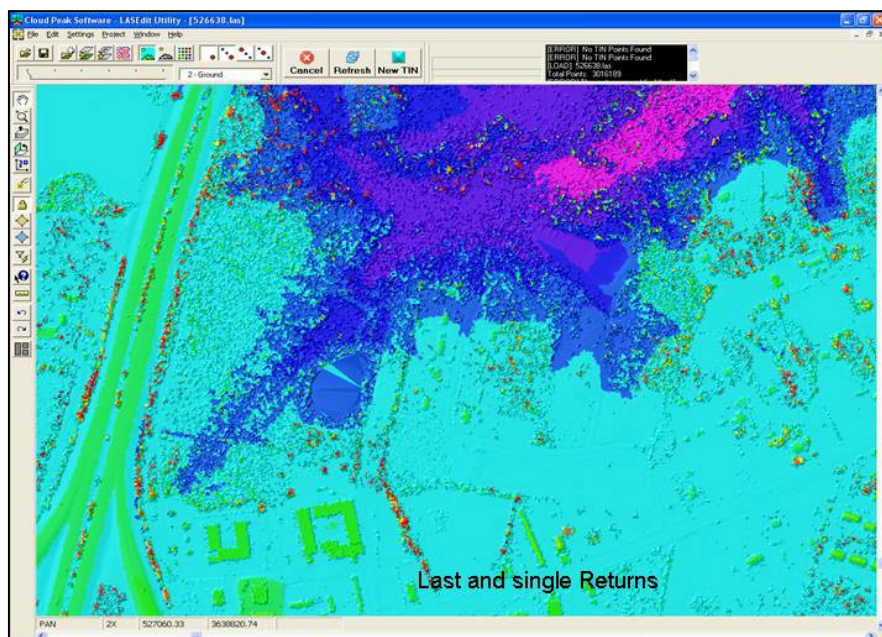 Cloud Peak Software - LASEdit Utility - [526638.las]
File Edit Settings Project Window Help
[ERROR] No TIN Points Found
[ERROR] No TIN Points Found
[LOAD] 526638.las
Total Points: 3016189
2 - Ground
Cancel Refresh New TIN
Last and single Returns
PAN 2X 527060.33 3638820.74